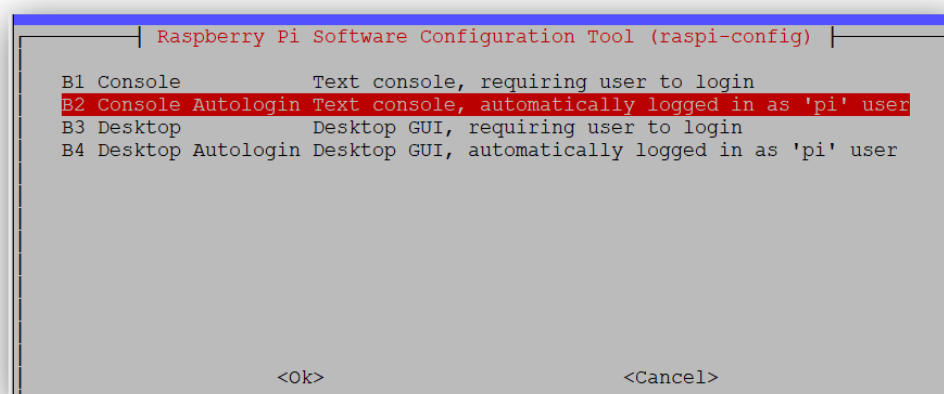 Raspberry Pi Software Configuration Tool (raspi-config)
B1 Console Text console, requiring user to login
B2 Console Autologin Text console, automatically logged in as 'pi' user
B3 Desktop Desktop GUI, requiring user to login
B4 Desktop Autologin Desktop GUI, automatically logged in as 'pi' user
<Ok> <Cancel>